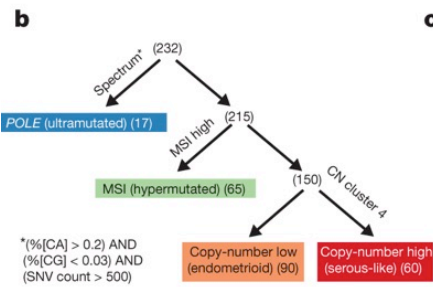 b
c
Spectrum*
(232)
POLE (ultramutated) (17)
MSI high
(215)
MSI (hypermutated) (65)
(150)
CN cluster 4
*(%[CA] > 0.2) AND
(%[CG] < 0.03) AND
(SNV count > 500)
Copy-number low
(endometrioid) (90)
Copy-number high
(serous-like) (60)